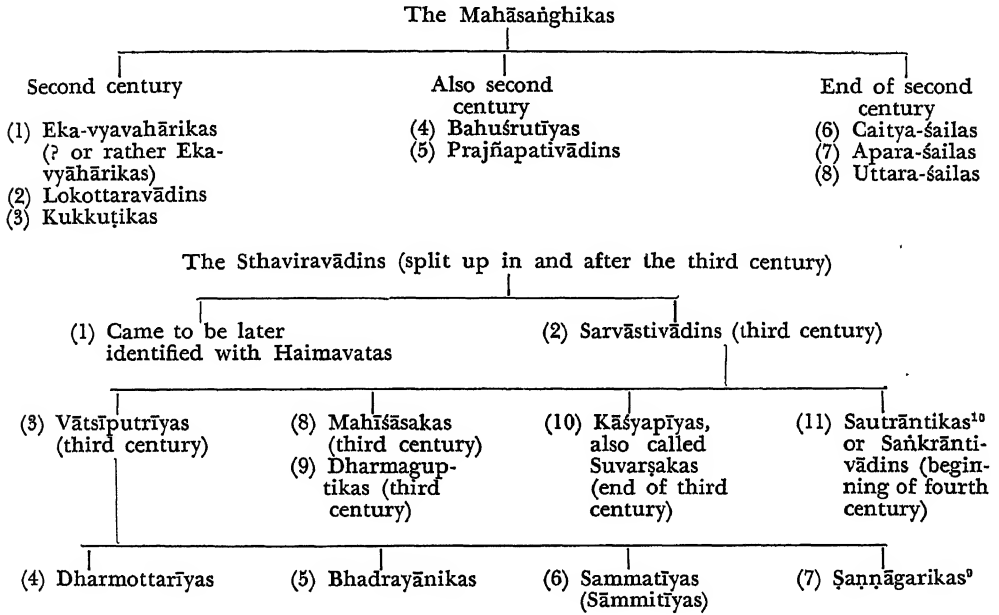 The Mahāsaṅghikas
Second century
(1) Eka-vyavahārikas
(? or rather Eka-
vyāhārikas)
(2) Lokottaravādins
(3) Kukkuṭikas
Also second
century
(4) Bahuśrutīyas
(5) Prajñapativādins
End of second
century
(6) Caitya-śailas
(7) Apara-śailas
(8) Uttara-śailas
The Sthaviravādins (split up in and after the third century)
(1) Came to be later
identified with Haimavatas
(2) Sarvāstivādins (third century)
(3) Vātsīputrīyas
(third century)
(8) Mahīśāsakas
(third century)
(9) Dharmagup-
tikas (third
century)
(10) Kāśyapīyas,
also called
Suvarṣakas
(end of third
century)
(11) Sautrāntikas¹⁰
or Saṅkrānti-
vādins (begin-
ning of fourth
century)
(4) Dharmottarīyas
(5) Bhadrayānikas
(6) Sammatīyas
(Sāmmitīyas)
(7) Ṣaṇṇāgarikas⁹